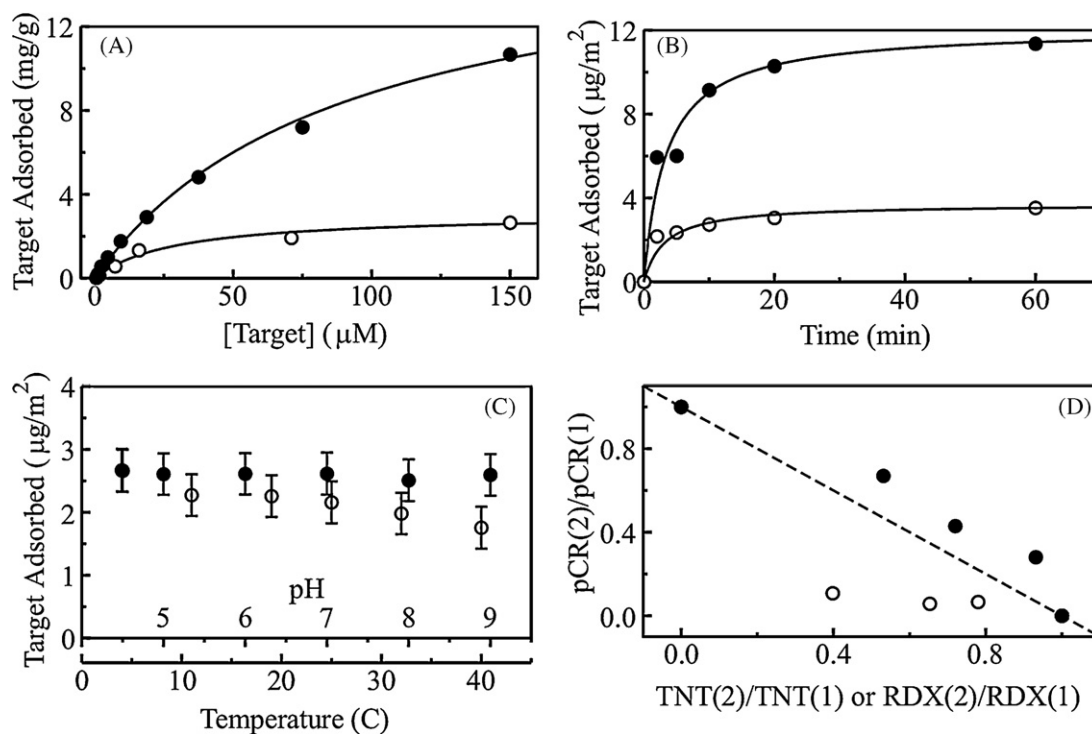 (A)
Target Adsorbed (mg/g)
12
8
4
0
0 50 100 150
[Target] (μM)
(B)
Target Adsorbed (μg/m²)
12
8
4
0
0 20 40 60
Time (min)
(C)
Target Adsorbed (μg/m²)
4
3
2
1
0
pH
5 6 7 8 9
0 10 20 30 40
Temperature (C)
(D)
pCR(2)/pCR(1)
0.8
0.4
0.0
0.0 0.4 0.8
TNT(2)/TNT(1) or RDX(2)/RDX(1)